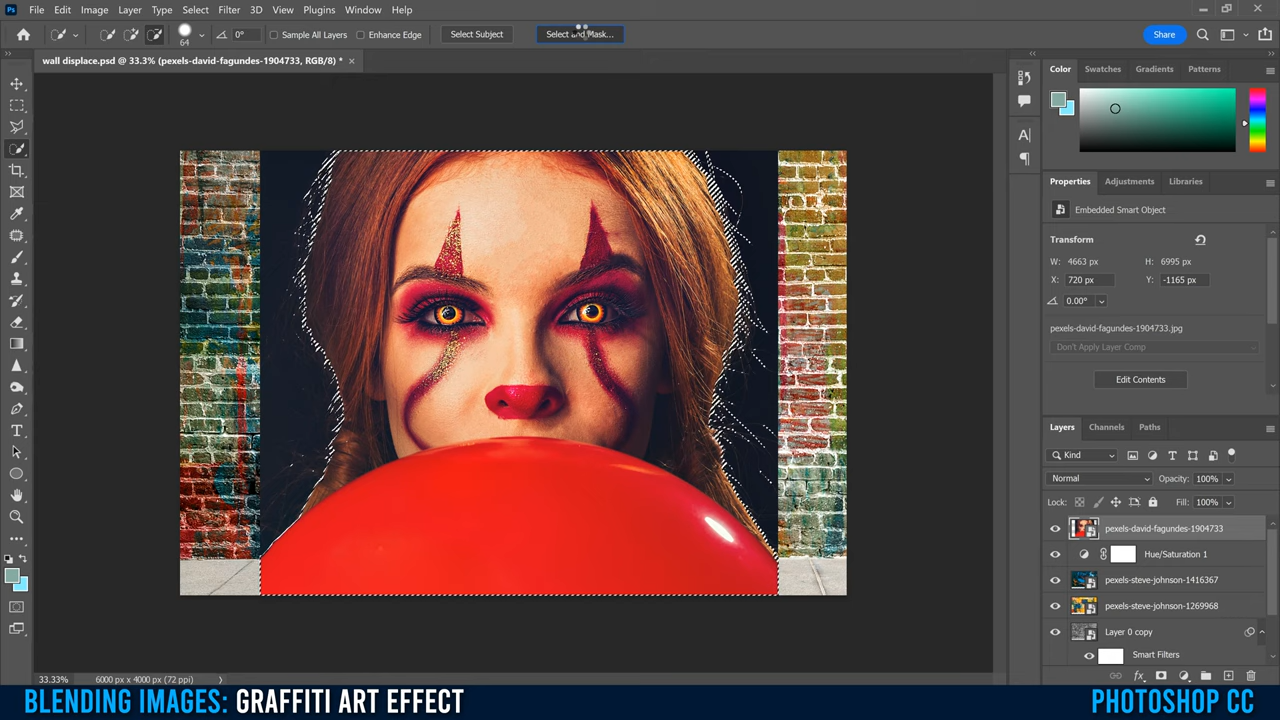 Ps File Edit Image Layer Type Select Filter 3D View Plugins Window Help
64 0° Sample All Layers Enhance Edge Select Subject Select and Mask... Share
wall displace.psd @ 33.3% (pexels-david-fagundes-1904733, RGB/8) *
Color Swatches Gradients Patterns
Properties Adjustments Libraries
Embedded Smart Object
Transform
W: 4663 px H: 6995 px
X: 720 px Y: -1165 px
0.00°
pexels-david-fagundes-1904733.jpg
Don't Apply Layer Comp
Edit Contents
Layers Channels Paths
Kind
Normal Opacity: 100%
Lock: Fill: 100%
pexels-david-fagundes-1904733
Hue/Saturation 1
pexels-steve-johnson-1416367
pexels-steve-johnson-1269968
Layer 0 copy
Smart Filters
33.33% 6000 px x 4000 px (72 ppi)
BLENDING IMAGES: GRAFFITI ART EFFECT PHOTOSHOP CC